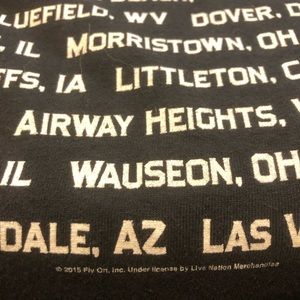 LUEFIELD, WV DOVER, D
, IL MORRISTOWN, OH
FFS, IA LITTLETON, C
AIRWAY HEIGHTS,
IL WAUSEON, OH
DALE, AZ LAS V
© 2015 Fly On, Inc. Under license by Live Nation Merchandise